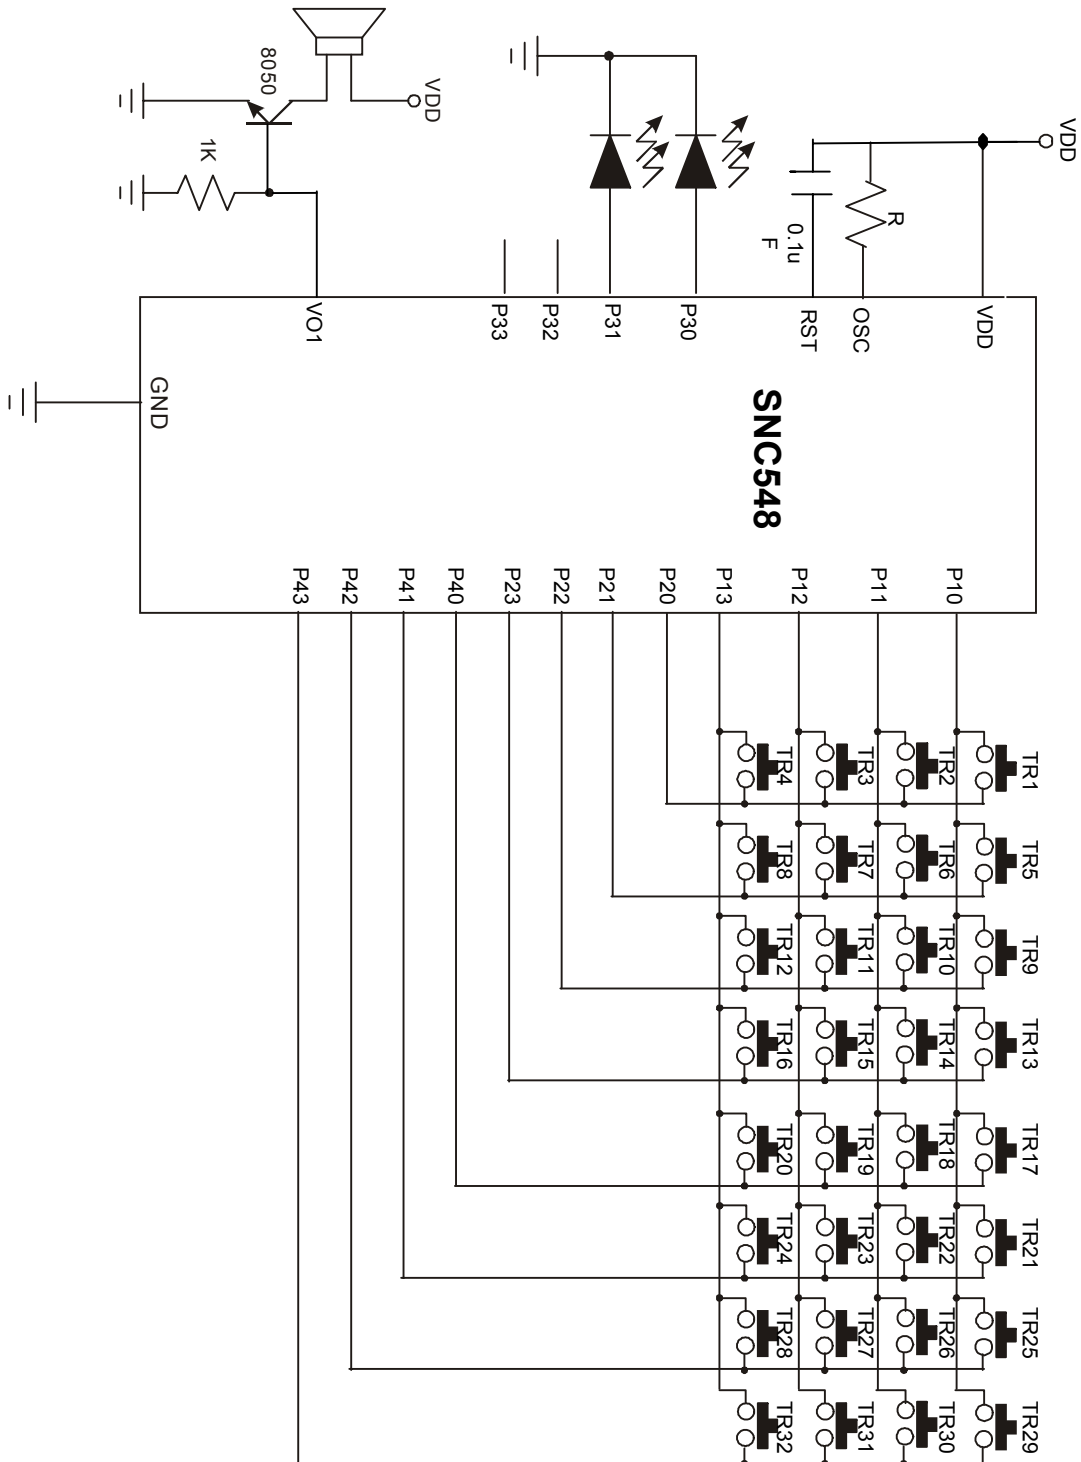 8050
VDD
1K
VDD
R
0.1u
F
VO1
P33
P32
P31
P30
RST
OSC
VDD
GND
SNC548
P43
P42
P41
P40
P23
P22
P21
P20
P13
P12
P11
P10
TR4
TR3
TR2
TR1
TR8
TR7
TR6
TR5
TR12
TR11
TR10
TR9
TR16
TR15
TR14
TR13
TR20
TR19
TR18
TR17
TR24
TR23
TR22
TR21
TR28
TR27
TR26
TR25
TR32
TR31
TR30
TR29